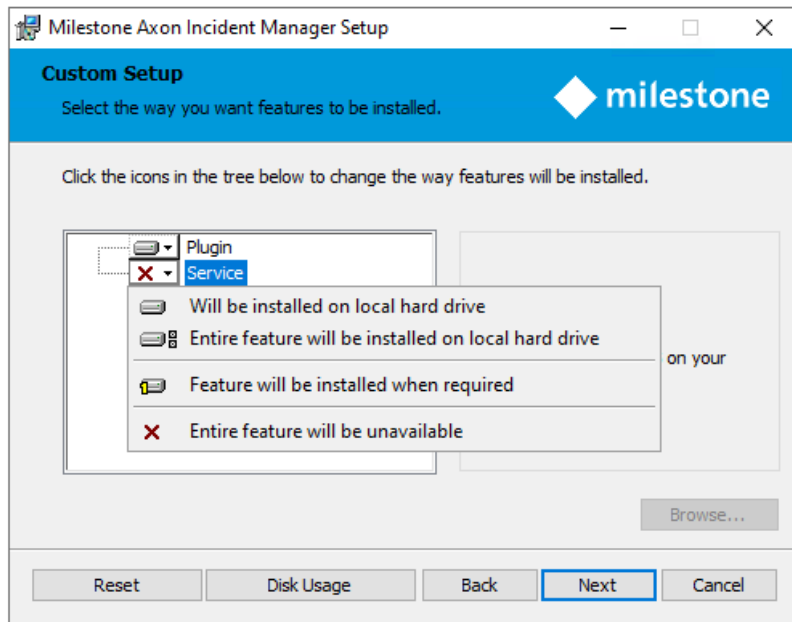 Milestone Axon Incident Manager Setup
Custom Setup
Select the way you want features to be installed.
milestone
Click the icons in the tree below to change the way features will be installed.
Plugin
Service
Will be installed on local hard drive
Entire feature will be installed on local hard drive
on your
Feature will be installed when required
Entire feature will be unavailable
Browse...
Reset
Disk Usage
Back
Next
Cancel